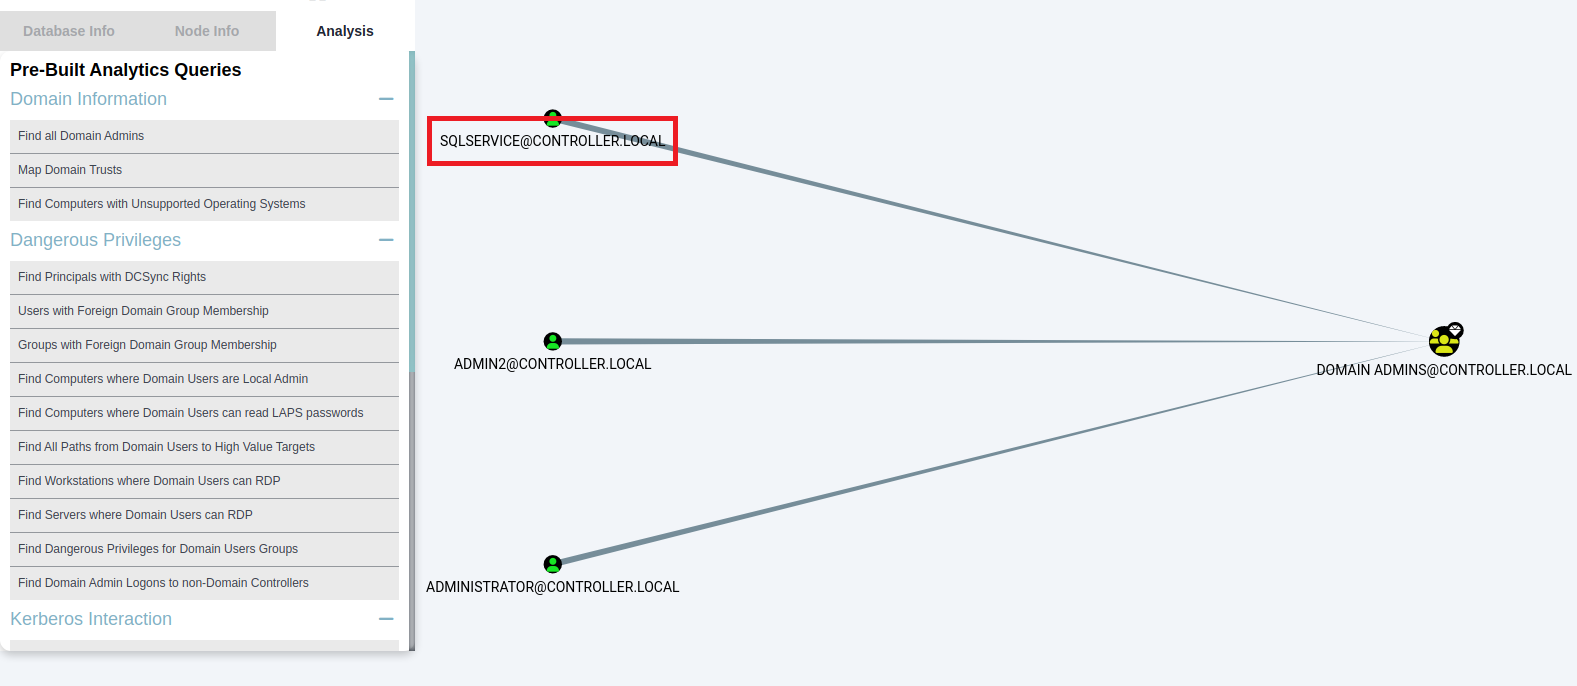 Database Info
Node Info
Analysis
Pre-Built Analytics Queries
Domain Information
Find all Domain Admins
Map Domain Trusts
Find Computers with Unsupported Operating Systems
Dangerous Privileges
Find Principals with DCSync Rights
Users with Foreign Domain Group Membership
Groups with Foreign Domain Group Membership
Find Computers where Domain Users are Local Admin
Find Computers where Domain Users can read LAPS passwords
Find All Paths from Domain Users to High Value Targets
Find Workstations where Domain Users can RDP
Find Servers where Domain Users can RDP
Find Dangerous Privileges for Domain Users Groups
Find Domain Admin Logons to non-Domain Controllers
Kerberos Interaction
SQLSERVICE@CONTROLLER.LOCAL
ADMIN2@CONTROLLER.LOCAL
DOMAIN ADMINS@CONTROLLER.LOCAL
ADMINISTRATOR@CONTROLLER.LOCAL